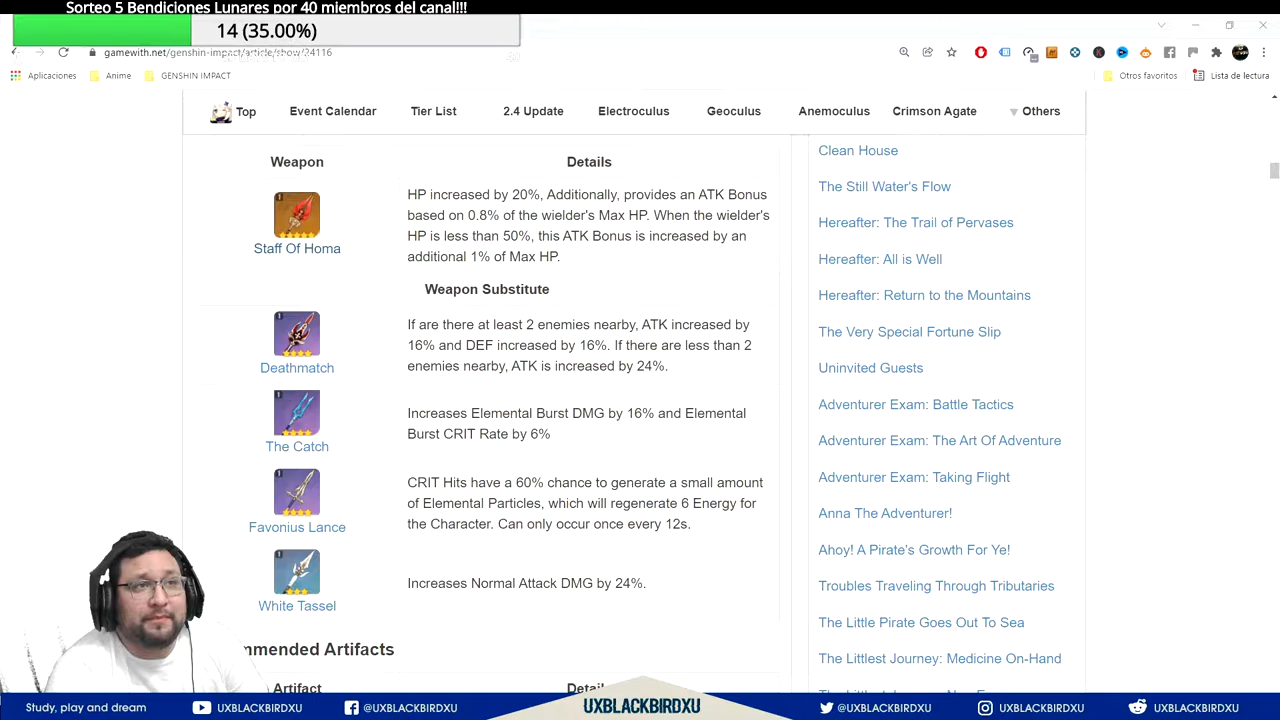 Sorteo 5 Bendiciones Lunares por 40 miembros del canal!!!
14 (35.00%)
gamewith.net/genshin-impact/article/show/24116
Aplicaciones
Anime
GENSHIN IMPACT
Otros favoritos
Lista de lectura
Top
Event Calendar
Tier List
2.4 Update
Electroculus
Geoculus
Anemoculus
Crimson Agate
Others
Weapon
Details
Staff Of Homa
HP increased by 20%, Additionally, provides an ATK Bonus
based on 0.8% of the wielder's Max HP. When the wielder's
HP is less than 50%, this ATK Bonus is increased by an
additional 1% of Max HP.
Weapon Substitute
Deathmatch
If are there at least 2 enemies nearby, ATK increased by
16% and DEF increased by 16%. If there are less than 2
enemies nearby, ATK is increased by 24%.
The Catch
Increases Elemental Burst DMG by 16% and Elemental
Burst CRIT Rate by 6%
Favonius Lance
CRIT Hits have a 60% chance to generate a small amount
of Elemental Particles, which will regenerate 6 Energy for
the Character. Can only occur once every 12s.
White Tassel
Increases Normal Attack DMG by 24%.
mmended Artifacts
Artifact
Clean House
The Still Water's Flow
Hereafter: The Trail of Pervases
Hereafter: All is Well
Hereafter: Return to the Mountains
The Very Special Fortune Slip
Uninvited Guests
Adventurer Exam: Battle Tactics
Adventurer Exam: The Art Of Adventure
Adventurer Exam: Taking Flight
Anna The Adventurer!
Ahoy! A Pirate's Growth For Ye!
Troubles Traveling Through Tributaries
The Little Pirate Goes Out To Sea
The Littlest Journey: Medicine On-Hand
Study, play and dream
UXBLACKBIRDXU
@UXBLACKBIRDXU
UXBLACKBIRDXU
@UXBLACKBIRDXU
UXBLACKBIRDXU
UXBLACKBIRDXU